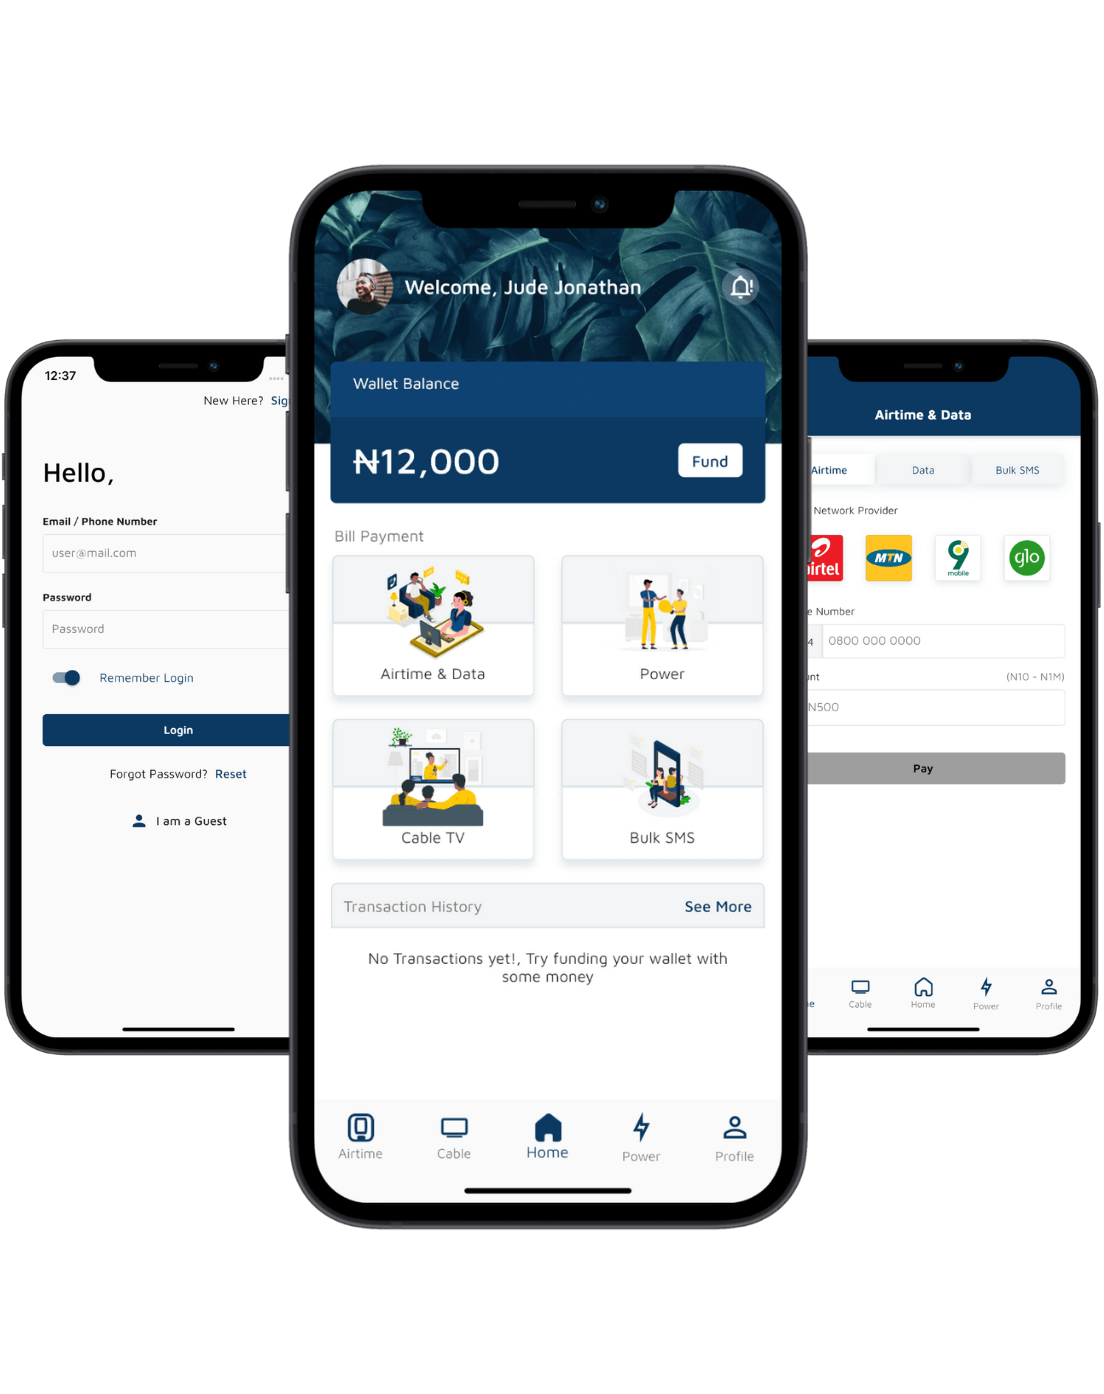 12:37
New Here? Sig
Hello,
Email / Phone Number
user@mail.com
Password
Password
Remember Login
Login
Forgot Password? Reset
I am a Guest
Welcome, Jude Jonathan
Wallet Balance
₦12,000
Fund
Bill Payment
Airtime & Data
Power
Cable TV
Bulk SMS
Transaction History
See More
No Transactions yet!, Try funding your wallet with
some money
Airtime
Cable
Home
Power
Profile
Airtime & Data
Airtime
Data
Bulk SMS
Network Provider
airtel
MTN
9
mobile
glo
e Number
4
0800 000 0000
unt
(N10 - N1M)
N500
Pay
ne
Cable
Home
Power
Profile